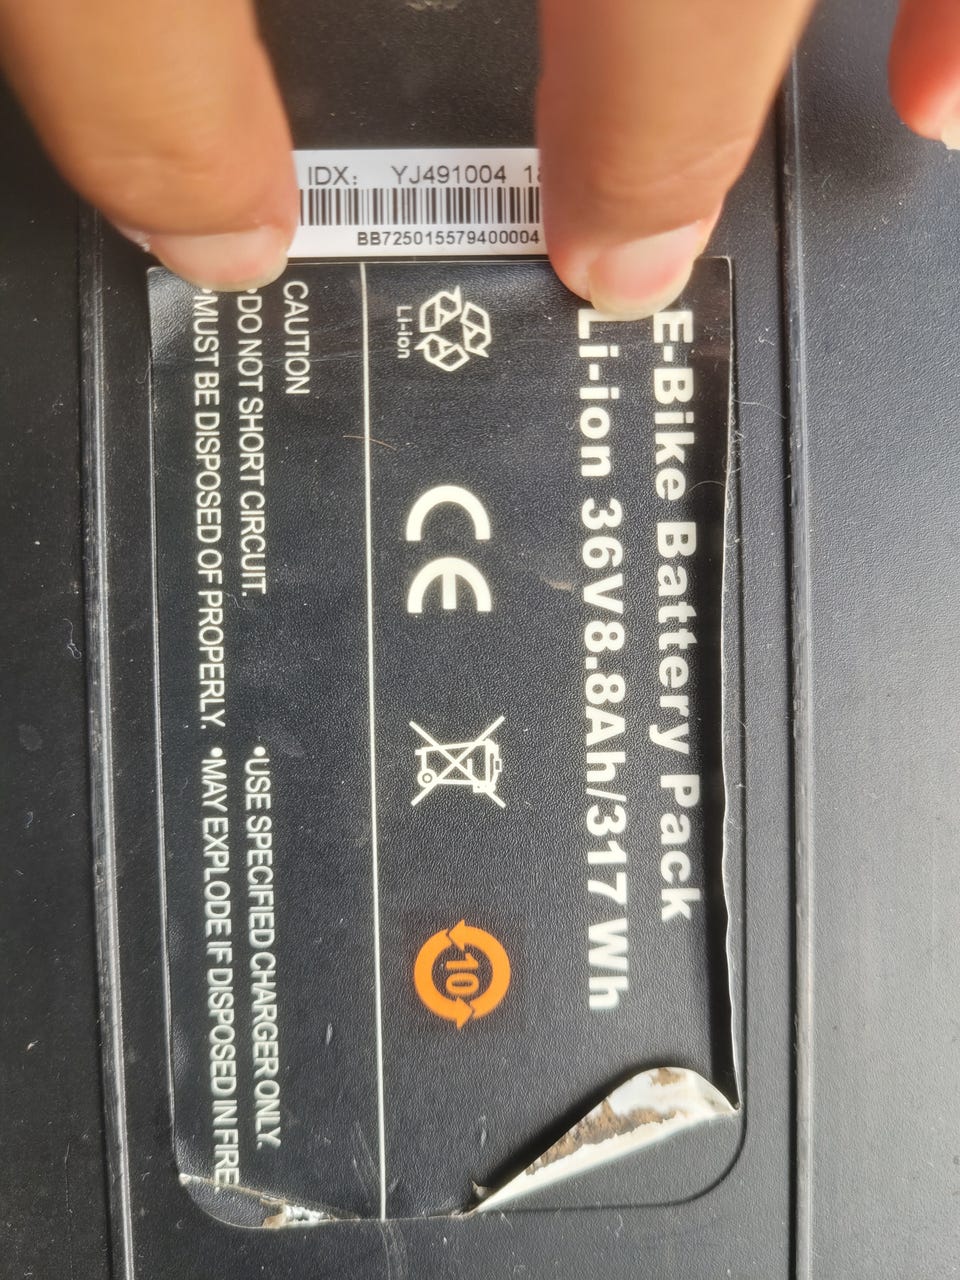 IDX: YJ491004
BB725015579400004
E-Bike Battery Pack
Li-ion 36V8.8Ah/317Wh
Li-ion
CE
10
CAUTION
•DO NOT SHORT CIRCUIT. •USE SPECIFIED CHARGER ONLY.
•MUST BE DISPOSED OF PROPERLY. •MAY EXPLODE IF DISPOSED IN FIRE